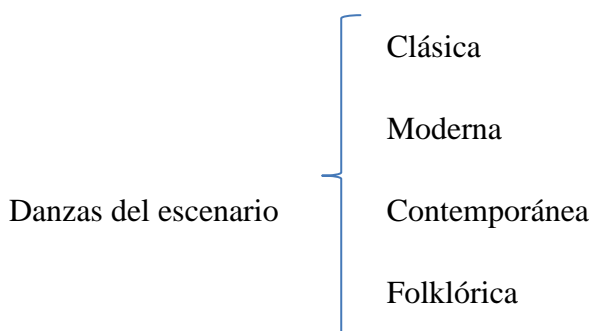 Clásica
Moderna
Danzas del escenario
Contemporánea
Folklórica